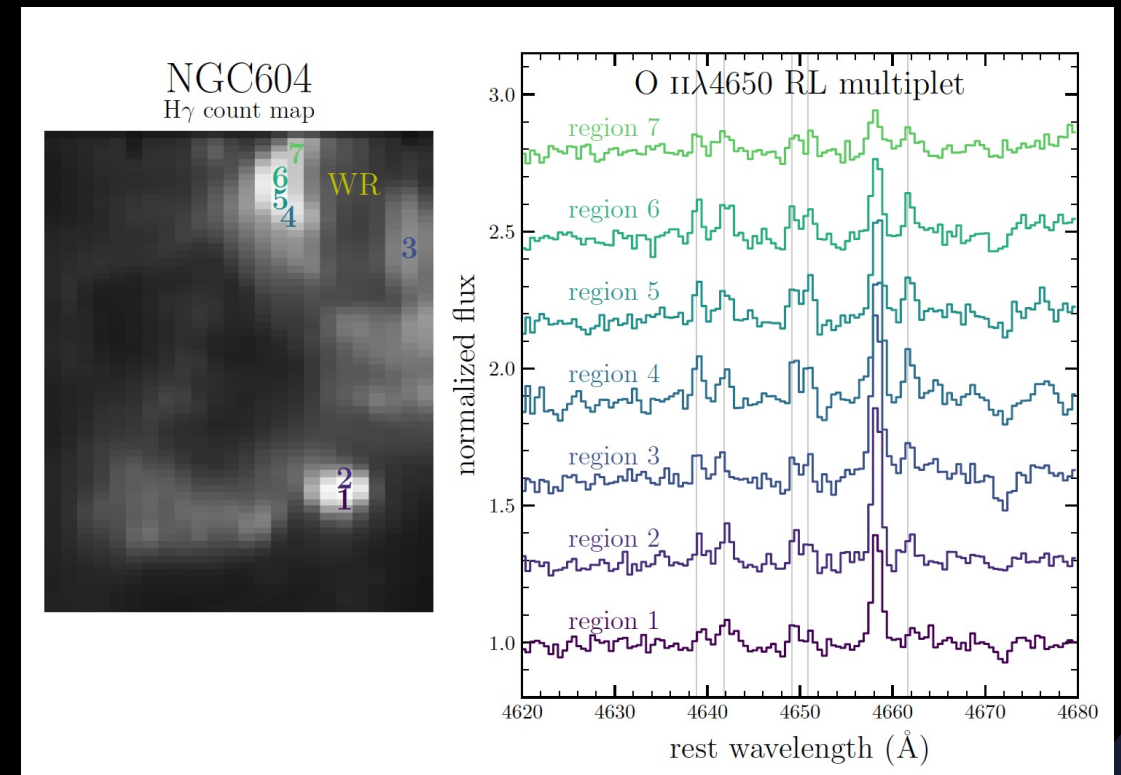 NGC604
Hγ count map
7
6
WR
5
4
3
2
1
O IIλ4650 RL multiplet
region 7
region 6
region 5
region 4
region 3
region 2
region 1
3.0
2.5
2.0
1.5
1.0
normalized flux
4620 4630 4640 4650 4660 4670 4680
rest wavelength (Å)